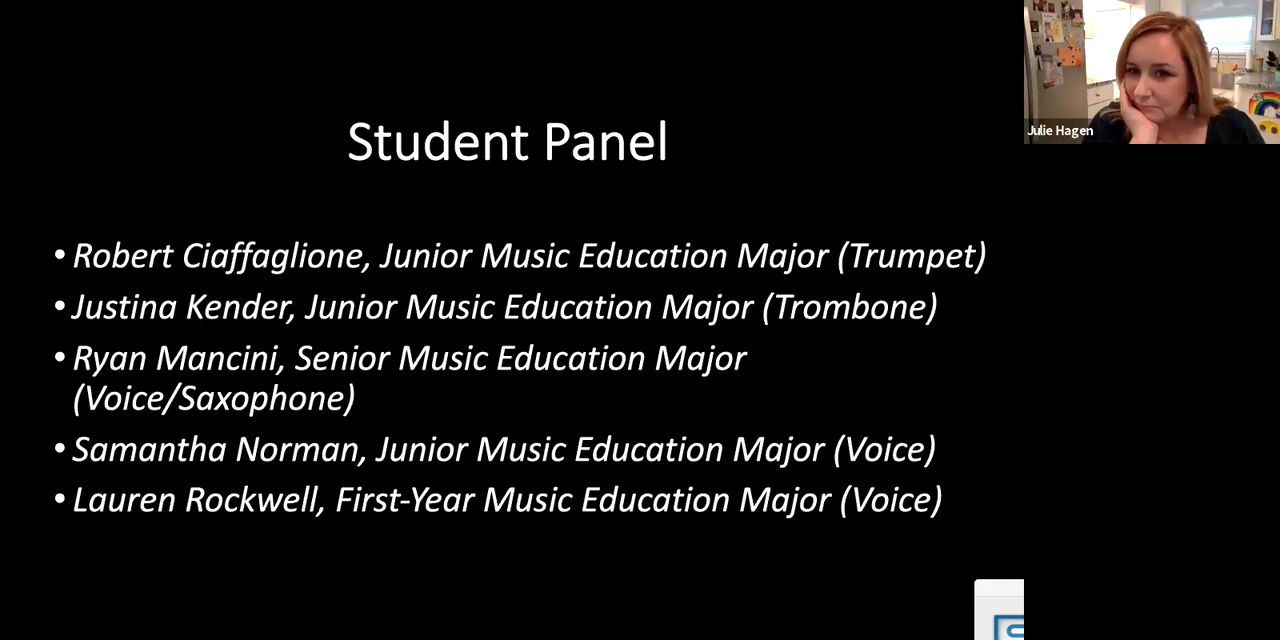 Student Panel
• Robert Ciaffaglione, Junior Music Education Major (Trumpet)
• Justina Kender, Junior Music Education Major (Trombone)
• Ryan Mancini, Senior Music Education Major
(Voice/Saxophone)
• Samantha Norman, Junior Music Education Major (Voice)
• Lauren Rockwell, First-Year Music Education Major (Voice)
Julie Hagen